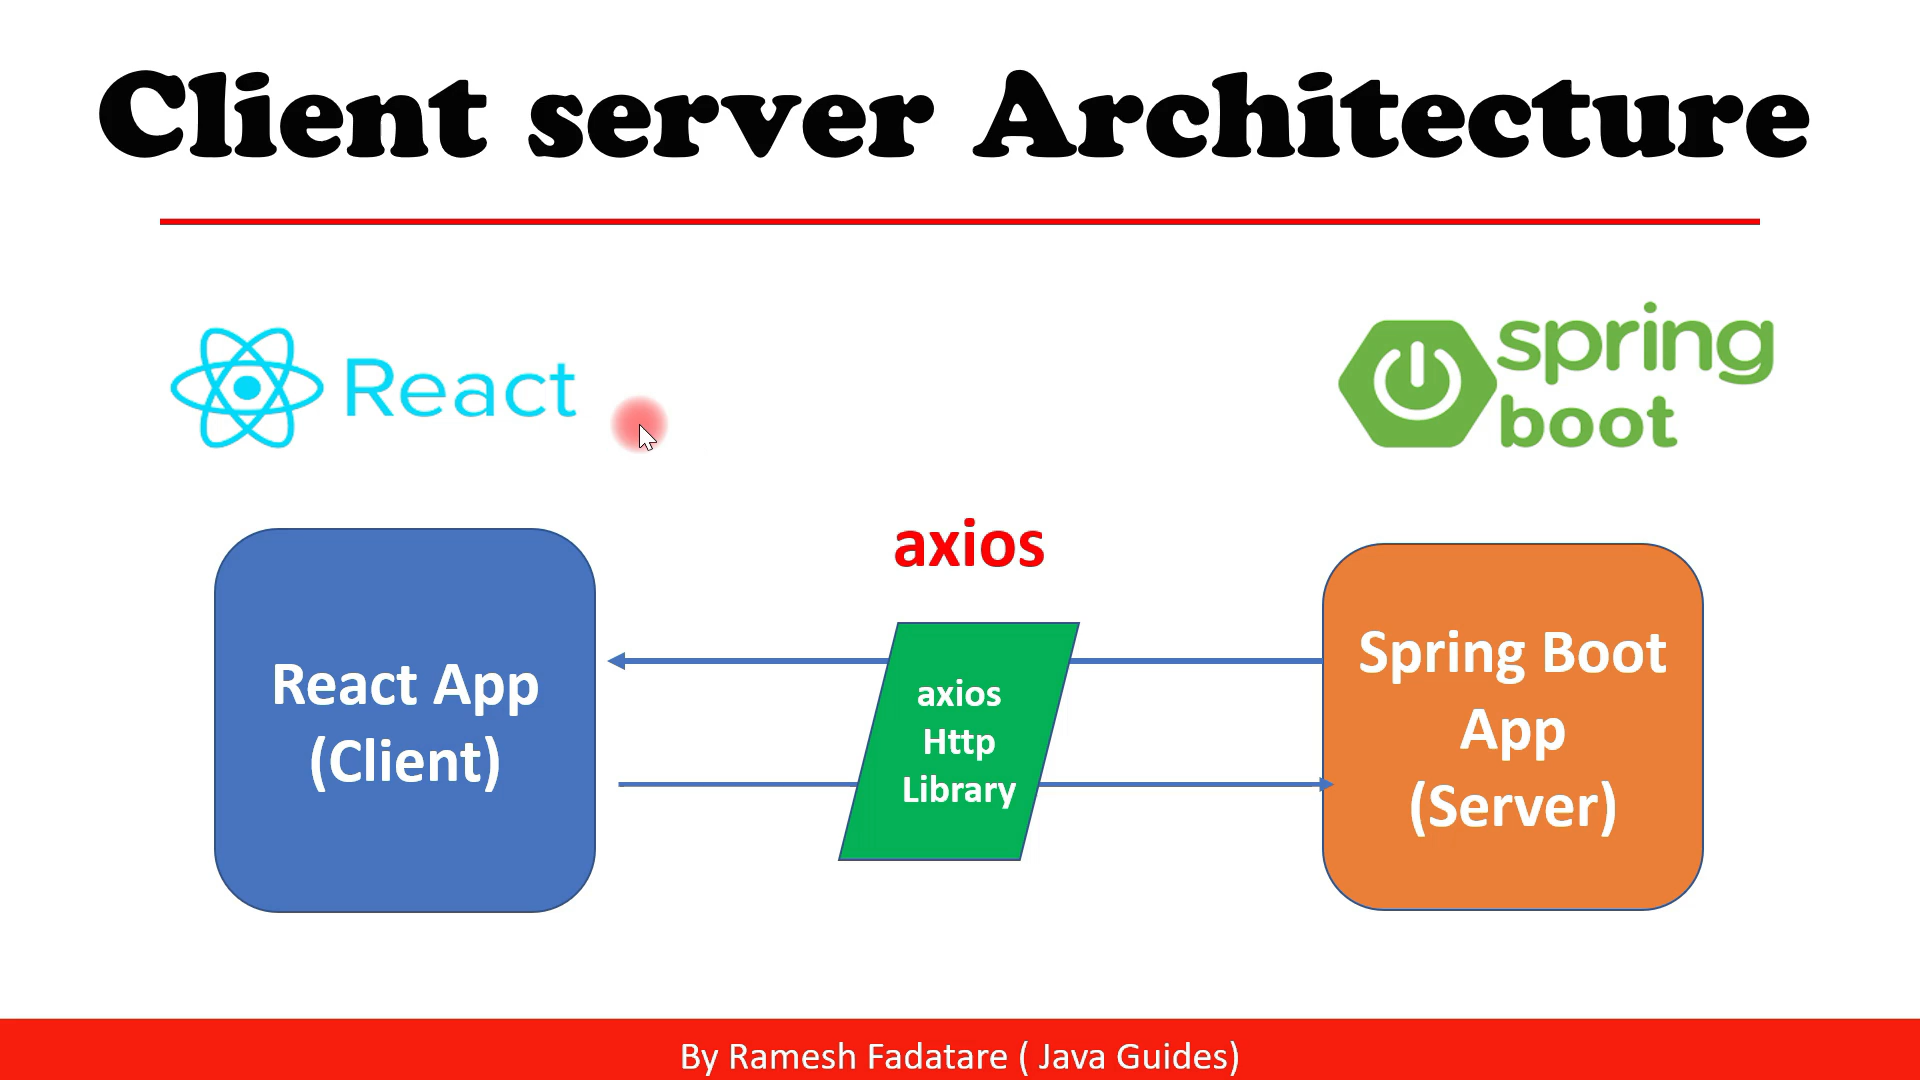 Client server Architecture
React
spring
boot
axios
React App
(Client)
axios
Http
Library
Spring Boot
App
(Server)
By Ramesh Fadatare ( Java Guides)